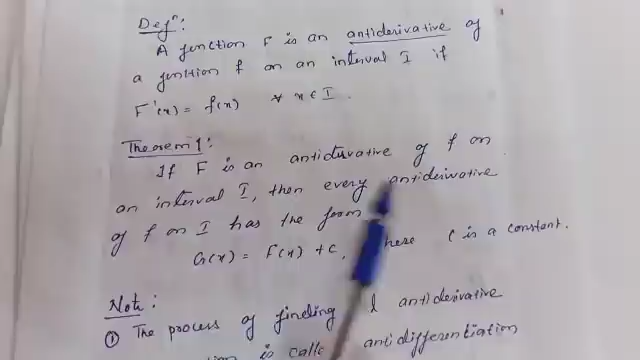 Defⁿ:
A function F is an antiderivative of
a function f on an interval I if
F'(x) = f(x) ∀ x ∈ I.
Theorem 1:
If F is an antiderivative of f on
an interval I, then every antiderivative
of f on I has the form
G(x) = F(x) + C, where C is a constant.
Note:
① The process of finding antiderivative
is called antidifferentiation